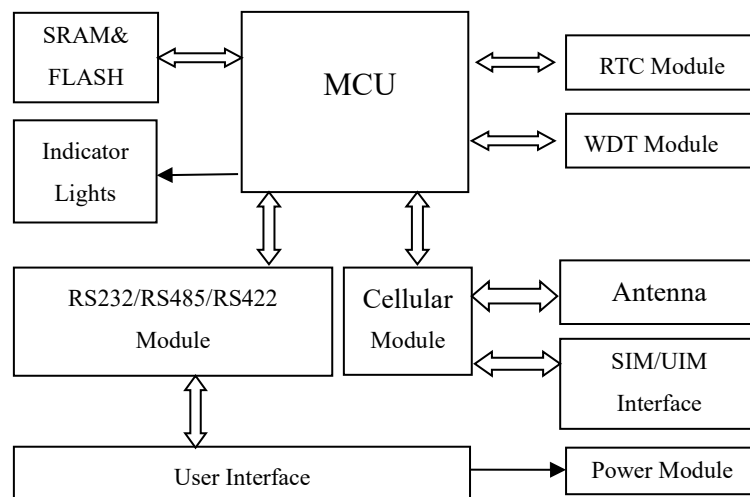 SRAM&
FLASH
MCU
RTC Module
Indicator
Lights
WDT Module
RS232/RS485/RS422
Module
Cellular
Module
Antenna
SIM/UIM
Interface
User Interface
Power Module